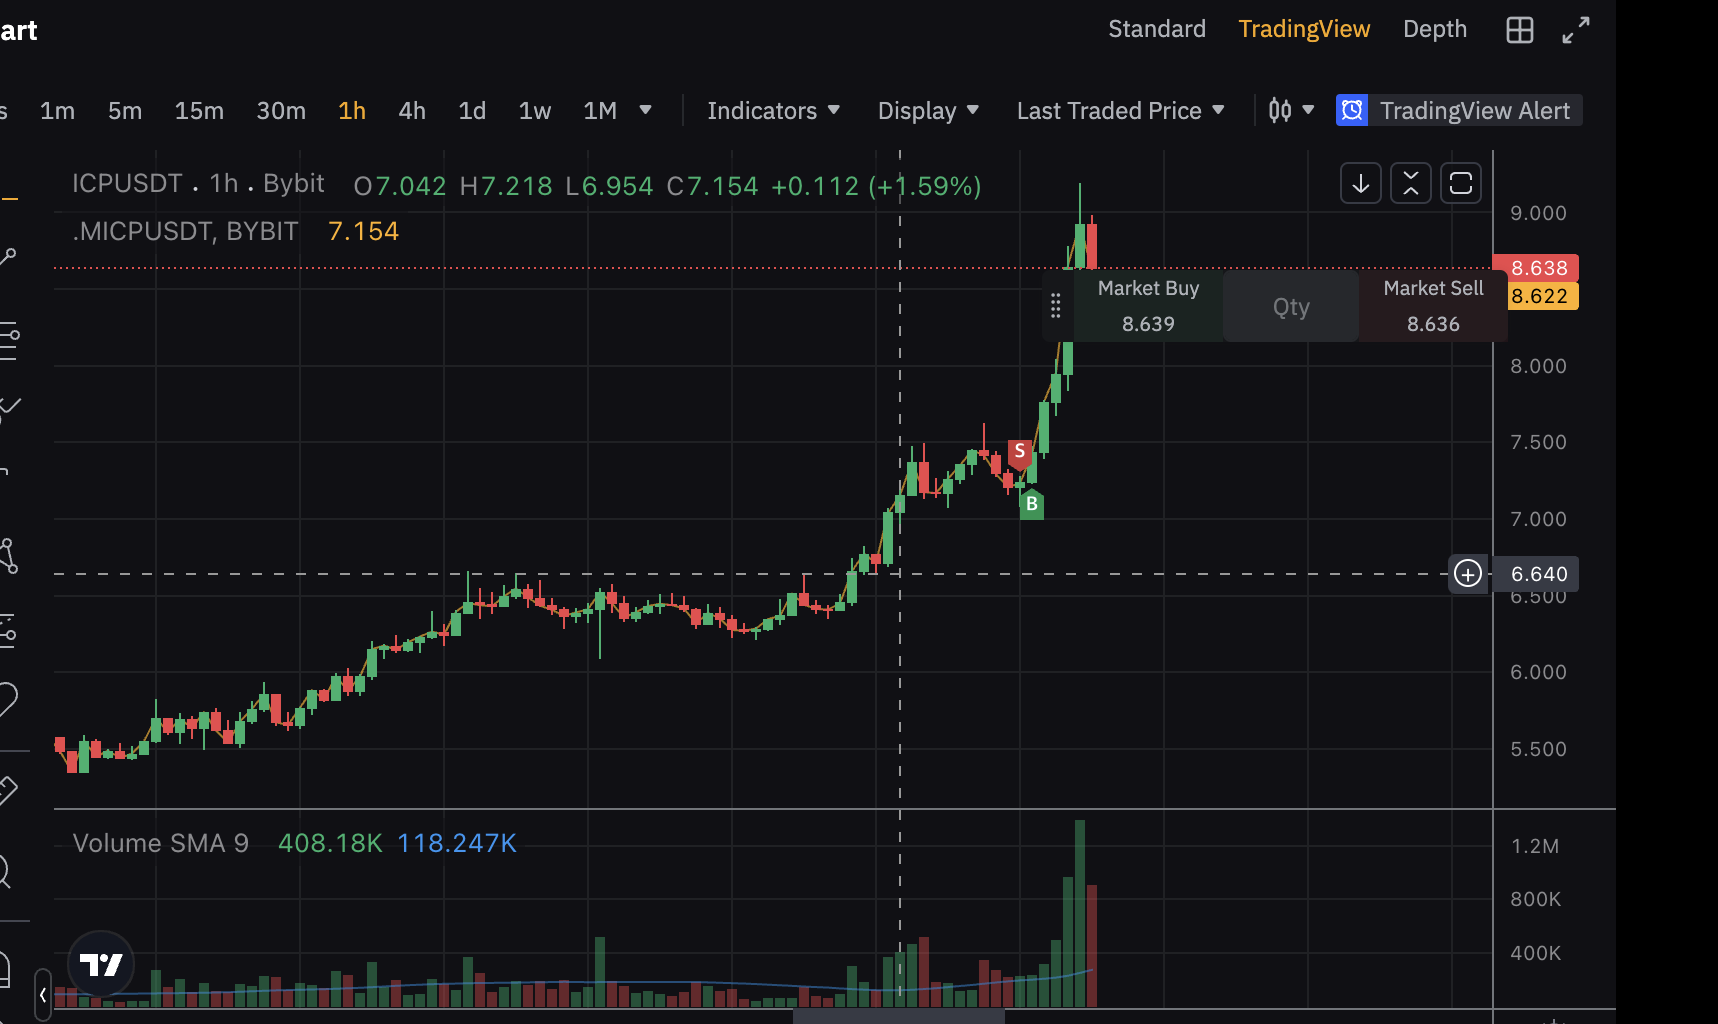 art
Standard TradingView Depth
s 1m 5m 15m 30m 1h 4h 1d 1w 1M Indicators Display Last Traded Price TradingView Alert
ICPUSDT . 1h . Bybit O7.042 H7.218 L6.954 C7.154 +0.112 (+1.59%)
.MICPUSDT, BYBIT 7.154
9.000
8.638
8.622
Market Buy
8.639
Qty
Market Sell
8.636
8.000
S
7.500
B
7.000
6.640
6.500
6.000
5.500
Volume SMA 9 408.18K 118.247K
1.2M
800K
400K